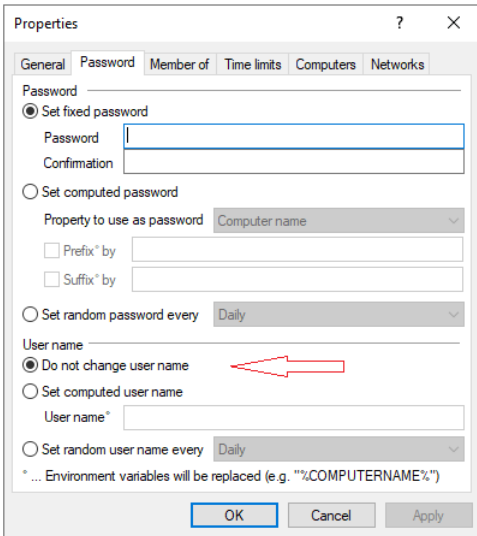 Properties ? ✕
General Password Member of Time limits Computers Networks
Password
Set fixed password
Password
Confirmation
Set computed password
Property to use as password Computer name
Prefix° by
Suffix° by
Set random password every Daily
User name
Do not change user name
Set computed user name
User name°
Set random user name every Daily
° ... Environment variables will be replaced (e.g. "%COMPUTERNAME%")
OK Cancel Apply